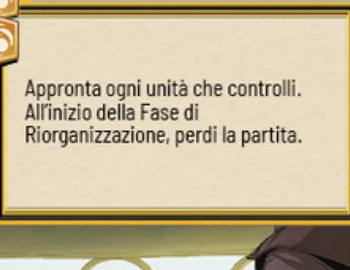 Appronta ogni unità che controlli.
All'inizio della Fase di
Riorganizzazione, perdi la partita.